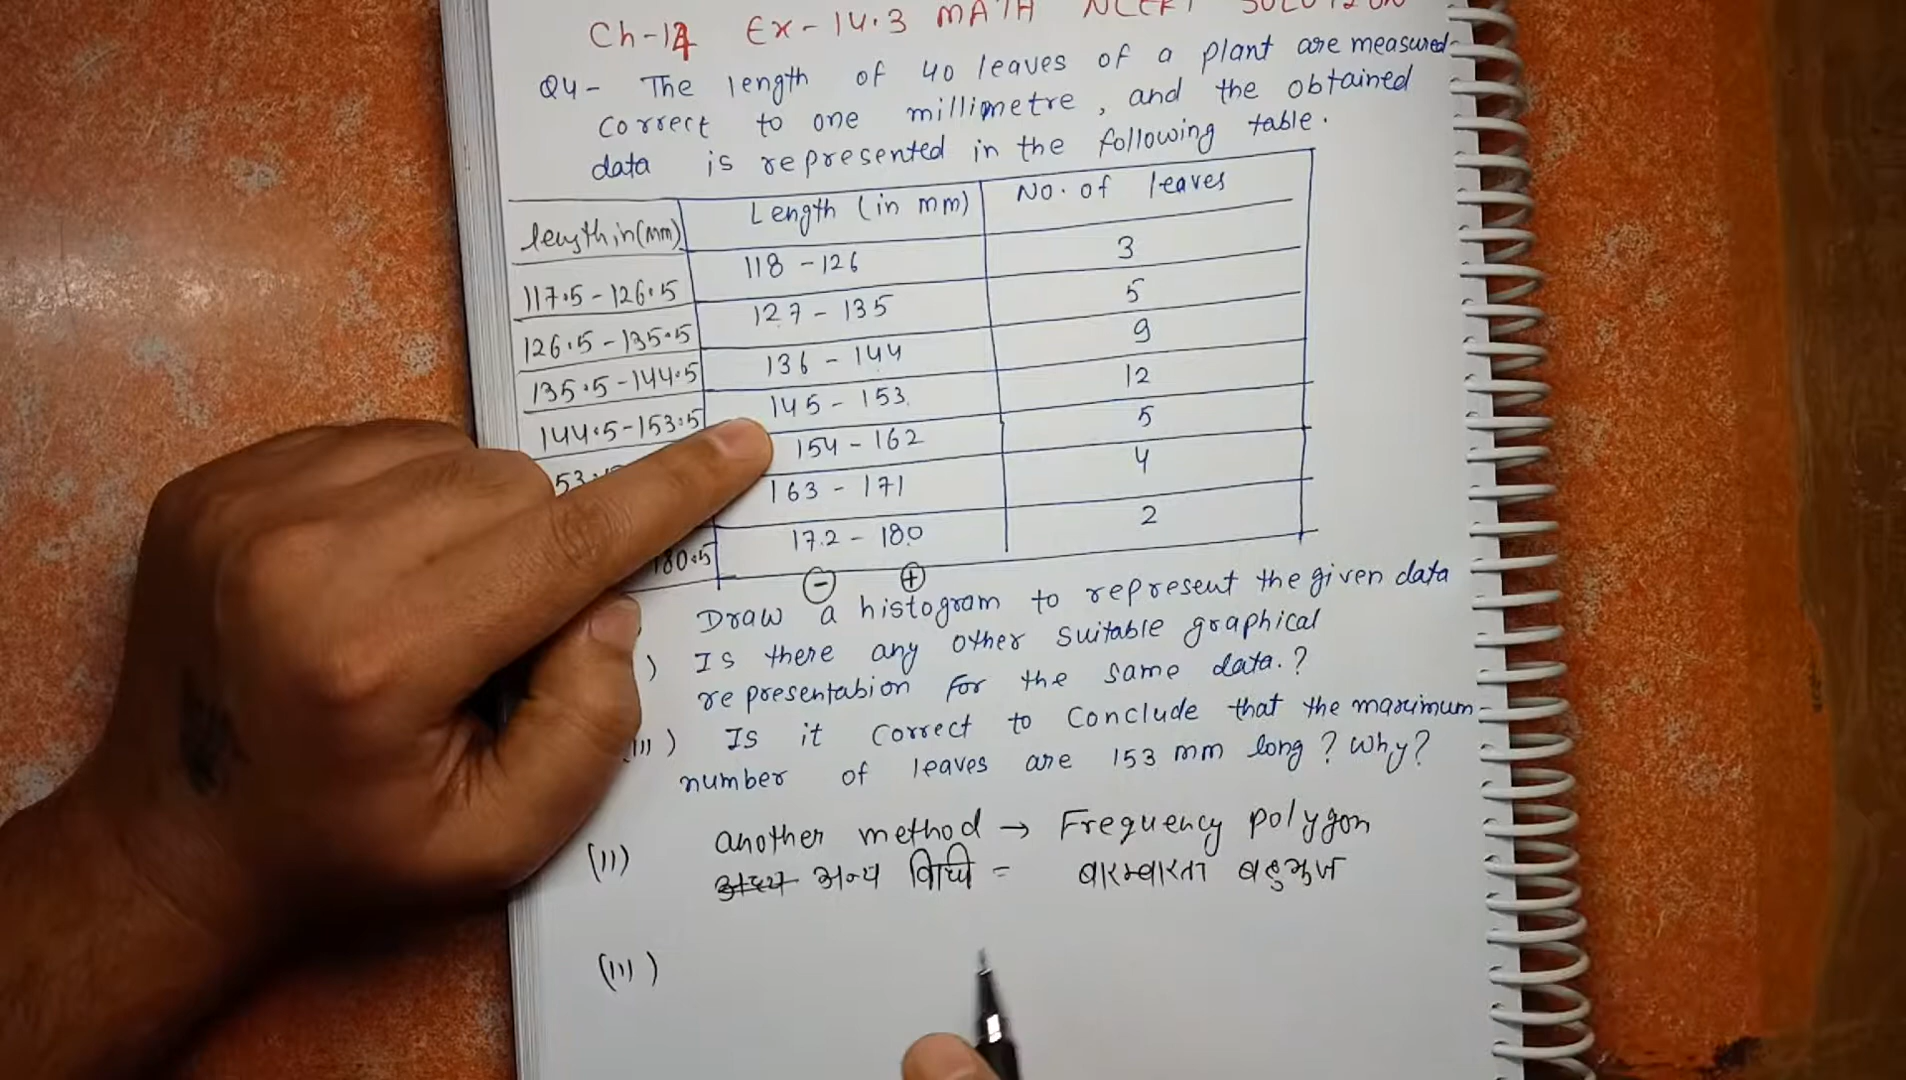 Ch-14 Ex-14.3 MATH NCERT SOLUTION
Q4- The length of 40 leaves of a plant are measured
correct to one millimetre, and the obtained
data is represented in the following table.
length in(mm) Length (in mm) No. of leaves
117.5-126.5 118-126 3
126.5-135.5 127-135 5
135.5-144.5 136-144 9
144.5-153.5 145-153 12
154-162 5
163-171 4
180.5 172-180 2
- +
Draw a histogram to represent the given data
) Is there any other suitable graphical
representation for the same data.?
iii) Is it correct to conclude that the maximum
number of leaves are 153 mm long? Why?
(ii) another method → Frequency polygon
अन्य विधी = बारम्बारता बहुभुज
(iii)